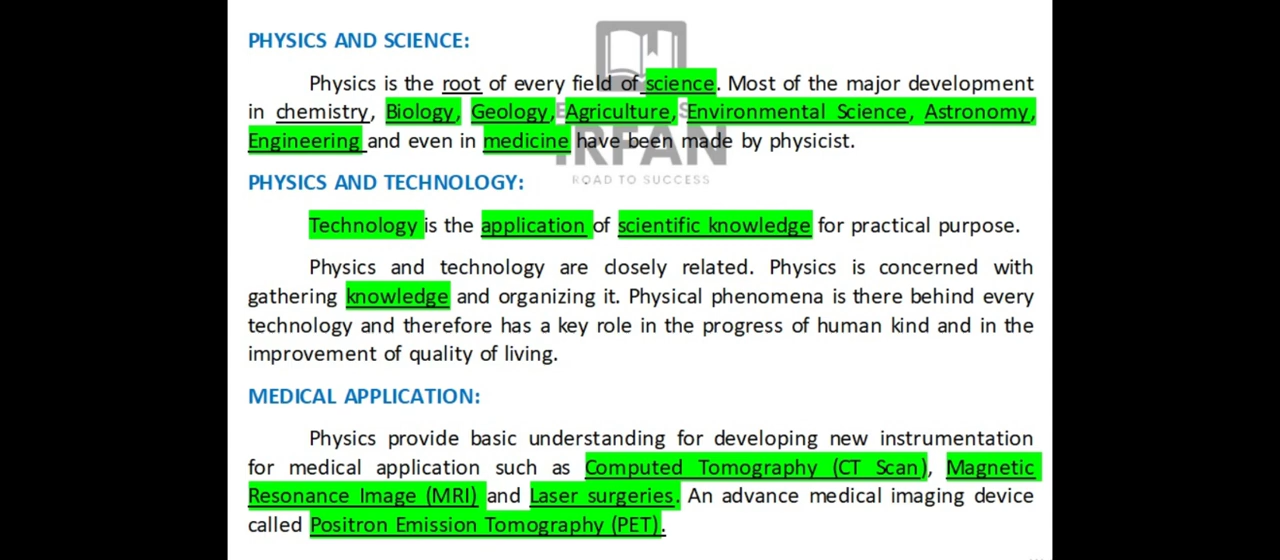 PHYSICS AND SCIENCE:
Physics is the root of every field of science. Most of the major development
in chemistry, Biology, Geology, Agriculture, Environmental Science, Astronomy,
Engineering and even in medicine have been made by physicist.
IRFAN
ROAD TO SUCCESS
PHYSICS AND TECHNOLOGY:
Technology is the application of scientific knowledge for practical purpose.
Physics and technology are closely related. Physics is concerned with
gathering knowledge and organizing it. Physical phenomena is there behind every
technology and therefore has a key role in the progress of human kind and in the
improvement of quality of living.
MEDICAL APPLICATION:
Physics provide basic understanding for developing new instrumentation
for medical application such as Computed Tomography (CT Scan), Magnetic
Resonance Image (MRI) and Laser surgeries. An advance medical imaging device
called Positron Emission Tomography (PET).